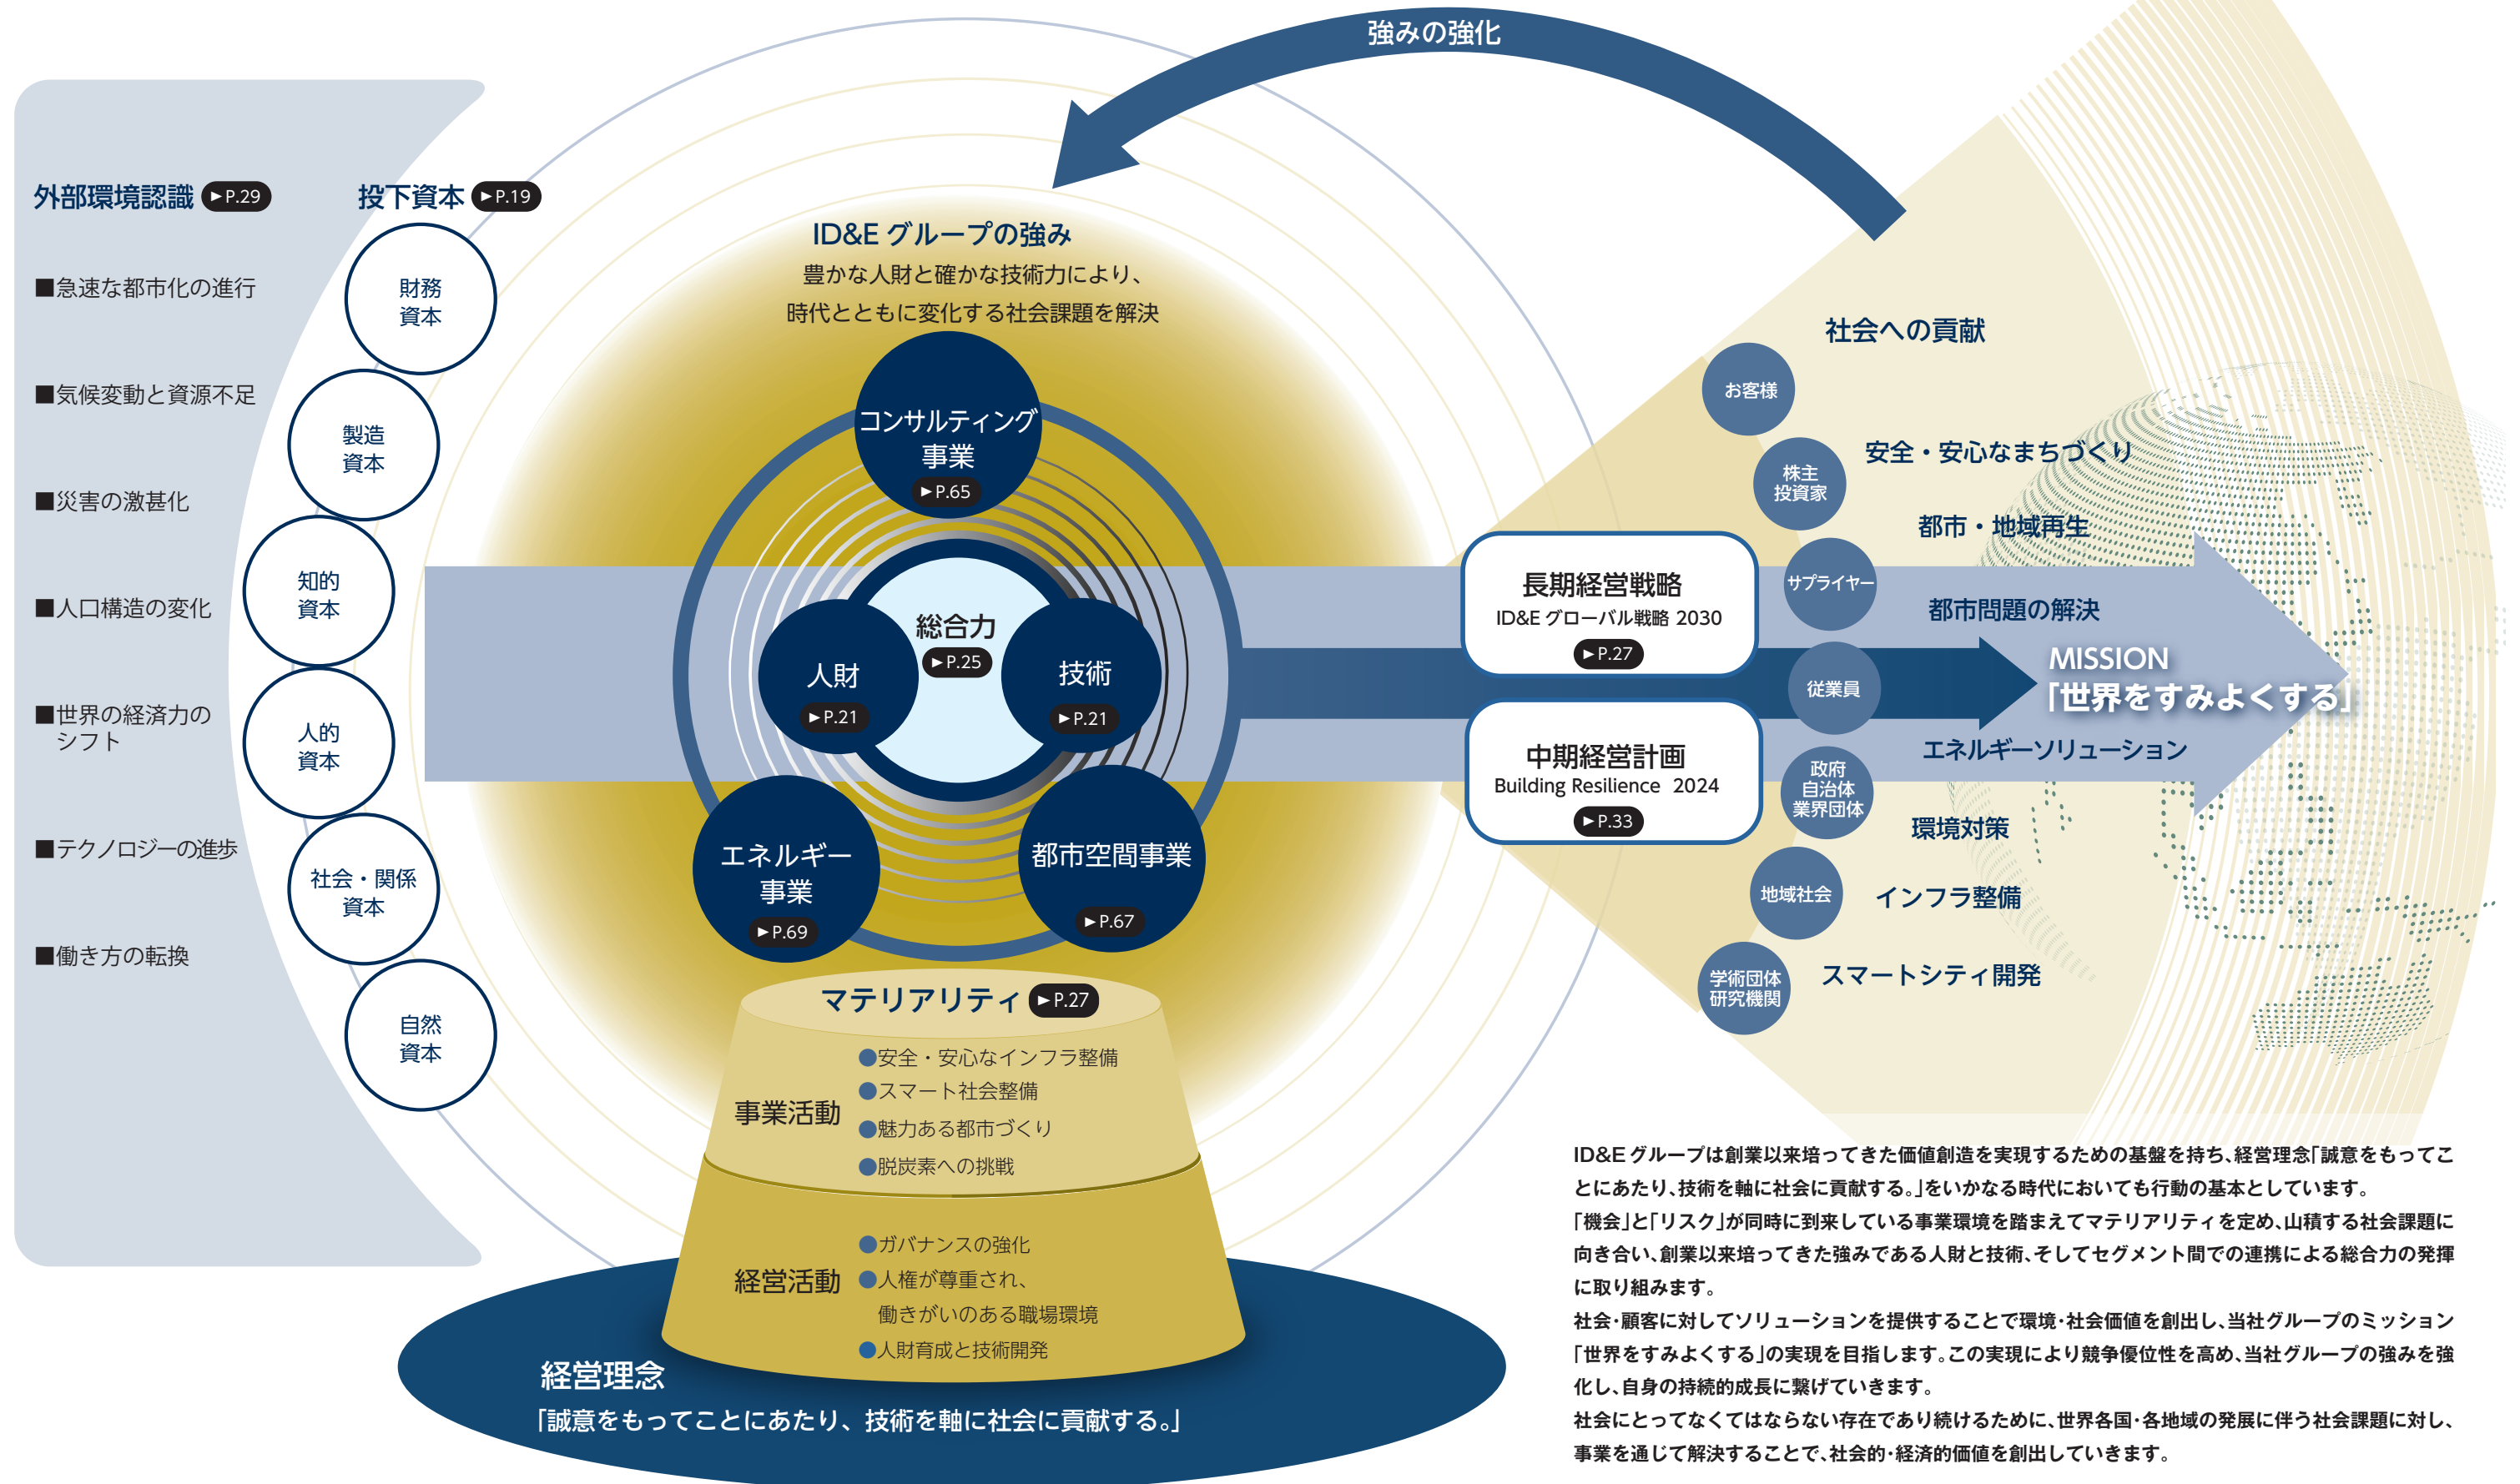 強みの強化
外部環境認識 ►P.29
■急速な都市化の進行
■気候変動と資源不足
■災害の激甚化
■人口構造の変化
■世界の経済力の
シフト
■テクノロジーの進歩
■働き方の転換
投下資本 ►P.19
財務
資本
製造
資本
知的
資本
人的
資本
社会・関係
資本
自然
資本
ID&E グループの強み
豊かな人財と確かな技術力により、
時代とともに変化する社会課題を解決
コンサルティング
事業
►P.65
総合力
►P.25
人財
►P.21
技術
►P.21
エネルギー
事業
►P.69
都市空間事業
►P.67
マテリアリティ ►P.27
事業活動
●安全・安心なインフラ整備
●スマート社会整備
●魅力ある都市づくり
●脱炭素への挑戦
経営活動
●ガバナンスの強化
●人権が尊重され、
働きがいのある職場環境
●人財育成と技術開発
経営理念
「誠意をもってことにあたり、技術を軸に社会に貢献する。」
長期経営戦略
ID&E グローバル戦略 2030
►P.27
中期経営計画
Building Resilience 2024
►P.33
お客様
株主
投資家
サプライヤー
従業員
政府
自治体
業界団体
地域社会
学術団体
研究機関
社会への貢献
安全・安心なまちづくり
都市・地域再生
都市問題の解決
MISSION
「世界をすみよくする」
エネルギーソリューション
環境対策
インフラ整備
スマートシティ開発
ID&E グループは創業以来培ってきた価値創造を実現するための基盤を持ち、経営理念「誠意をもってこ
とにあたり、技術を軸に社会に貢献する。」をいかなる時代においても行動の基本としています。
「機会」と「リスク」が同時に到来している事業環境を踏まえてマテリアリティを定め、山積する社会課題に
向き合い、創業以来培ってきた強みである人財と技術、そしてセグメント間での連携による総合力の発揮
に取り組みます。
社会・顧客に対してソリューションを提供することで環境・社会価値を創出し、当社グループのミッション
「世界をすみよくする」の実現を目指します。この実現により競争優位性を高め、当社グループの強みを強
化し、自身の持続的成長に繋げていきます。
社会にとってなくてはならない存在であり続けるために、世界各国・各地域の発展に伴う社会課題に対し、
事業を通じて解決することで、社会的・経済的価値を創出していきます。